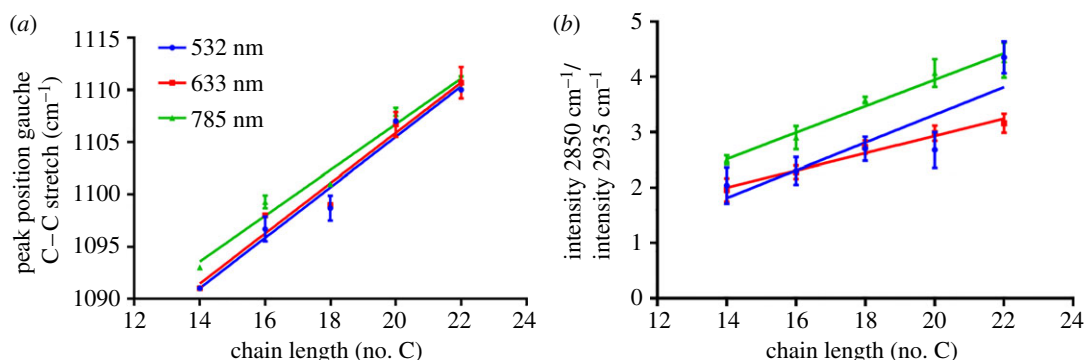 (a)
1115
1110
1105
1100
1095
1090
12 14 16 18 20 22 24
chain length (no. C)
peak position gauche
C–C stretch (cm⁻¹)
532 nm
633 nm
785 nm
(b)
5
4
3
2
1
0
12 14 16 18 20 22 24
chain length (no. C)
intensity 2850 cm⁻¹/
intensity 2935 cm⁻¹